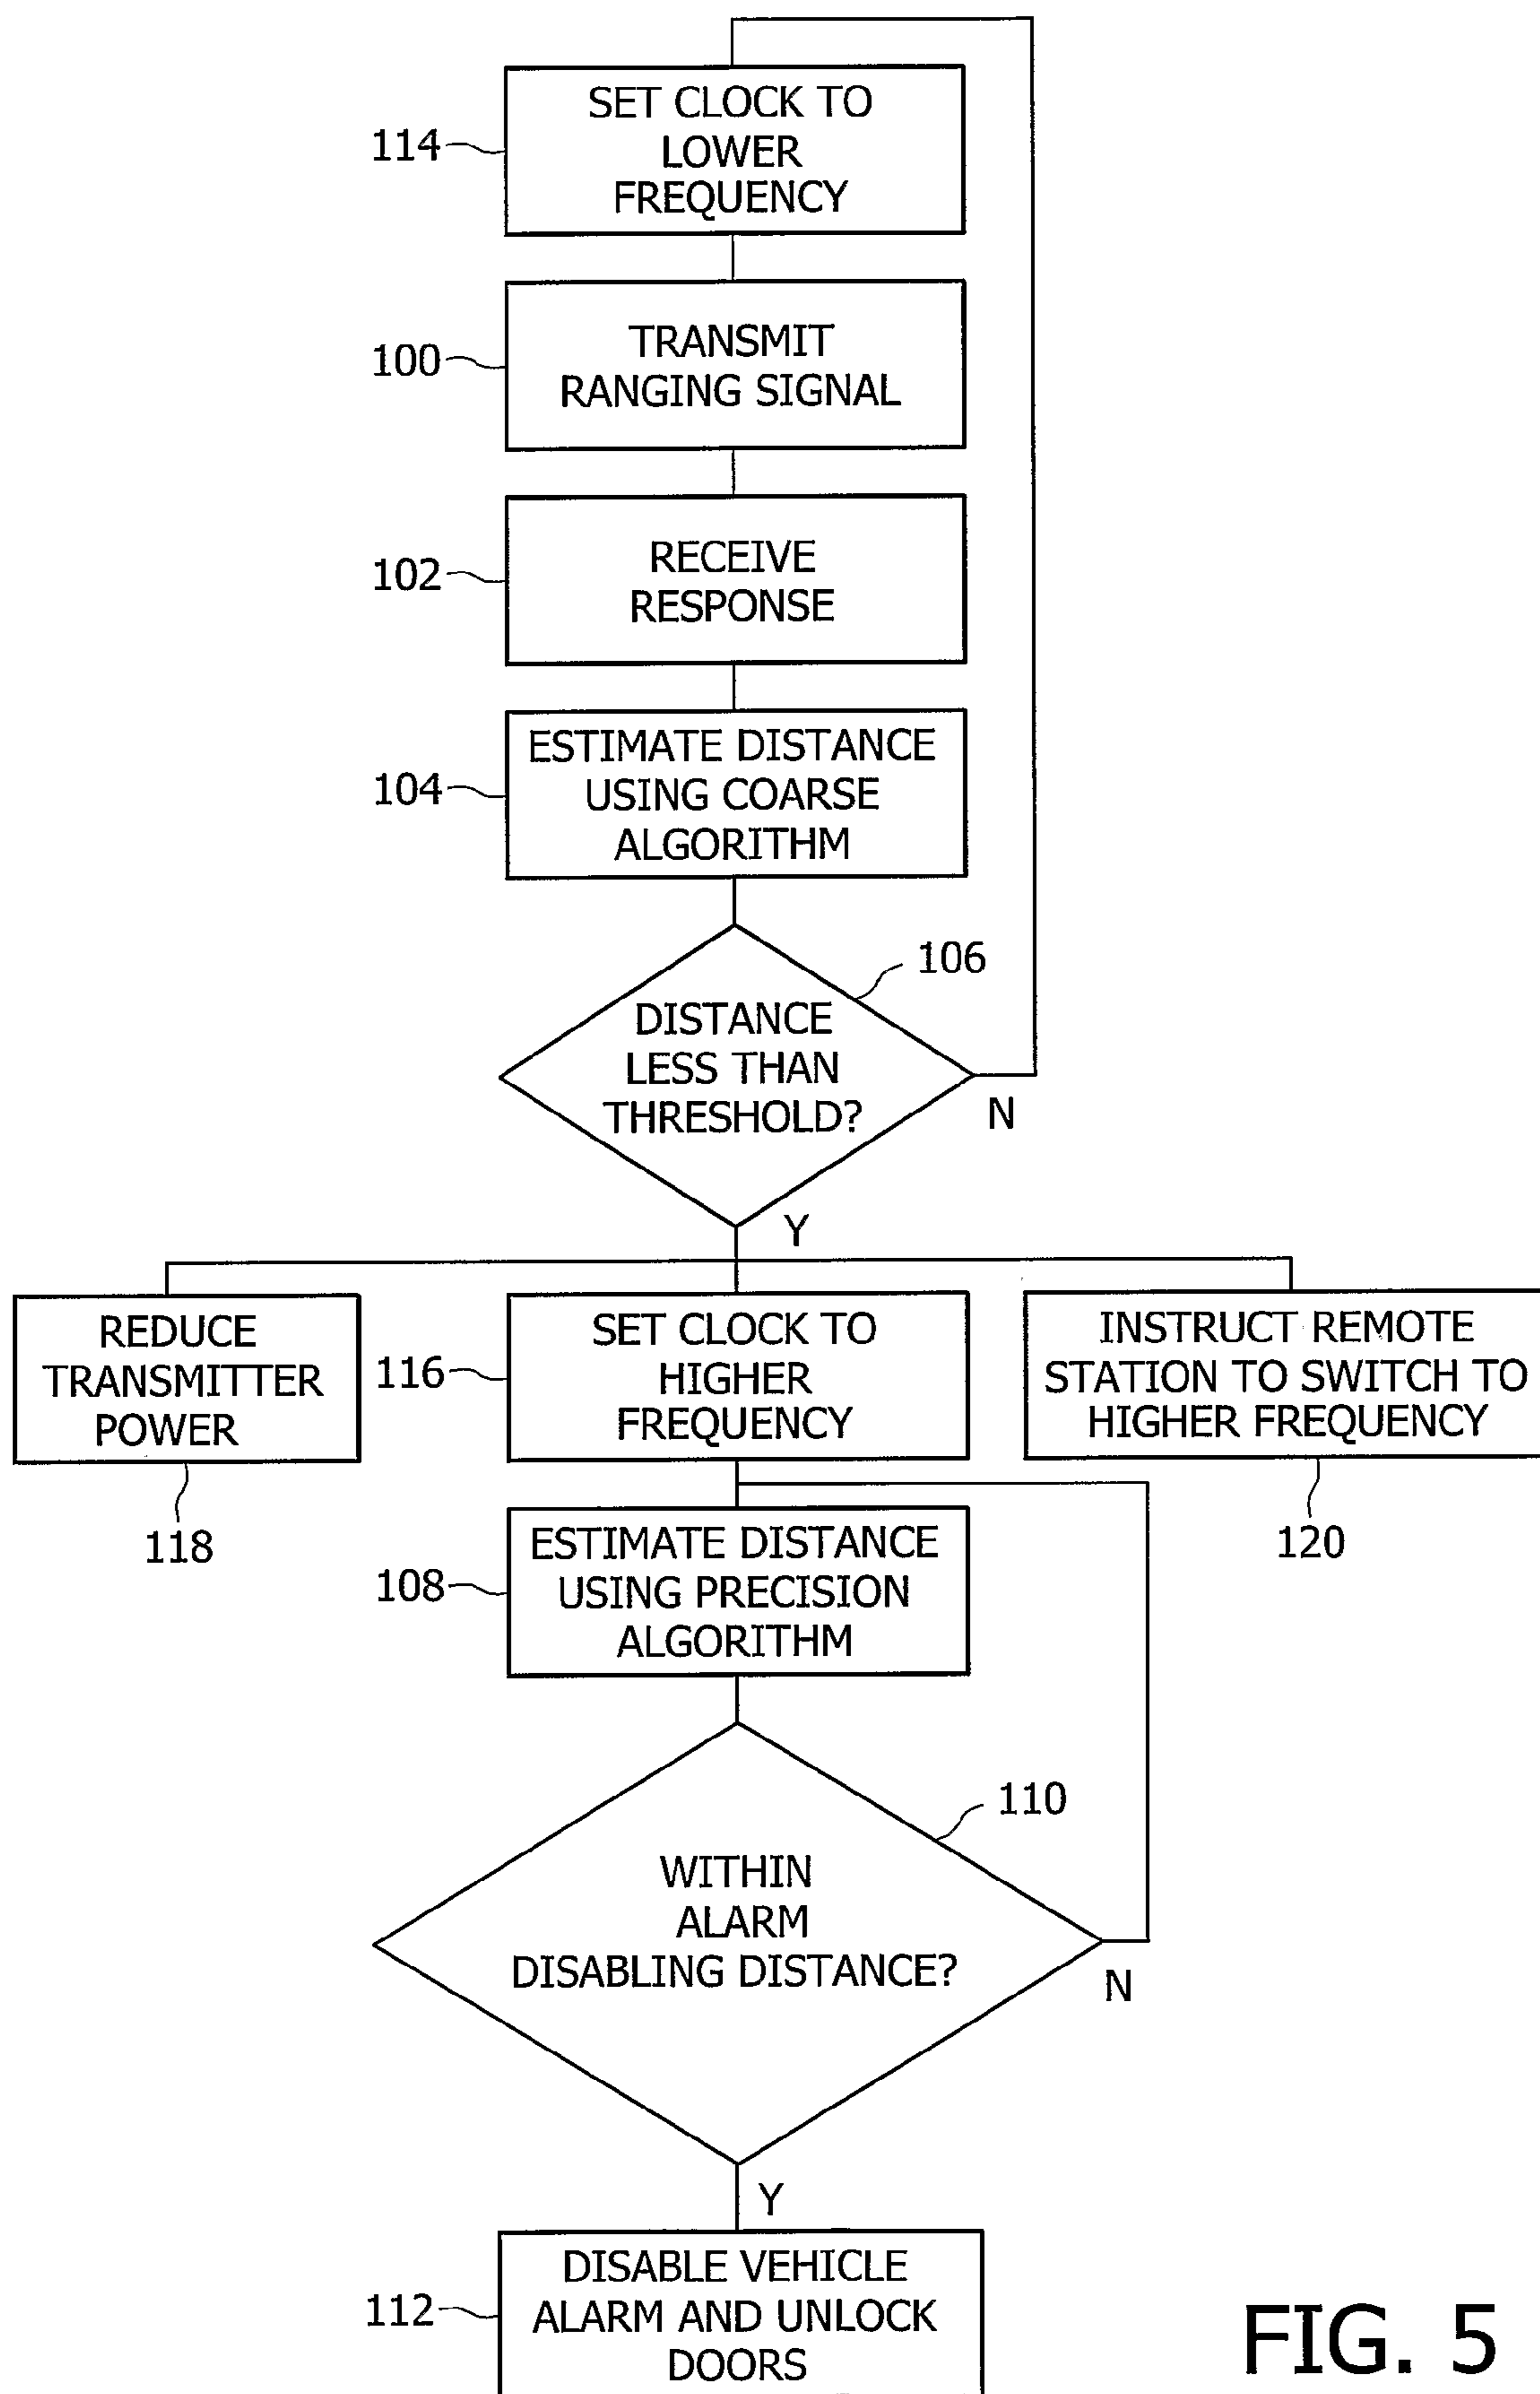 SET CLOCK TO
LOWER
FREQUENCY
114
TRANSMIT
RANGING SIGNAL
100
RECEIVE
RESPONSE
102
ESTIMATE DISTANCE
USING COARSE
ALGORITHM
104
106
DISTANCE
LESS THAN
THRESHOLD?
N
Y
REDUCE
TRANSMITTER
POWER
118
SET CLOCK TO
HIGHER
FREQUENCY
116
INSTRUCT REMOTE
STATION TO SWITCH TO
HIGHER FREQUENCY
120
ESTIMATE DISTANCE
USING PRECISION
ALGORITHM
108
110
WITHIN
ALARM
DISABLING DISTANCE?
N
Y
DISABLE VEHICLE
ALARM AND UNLOCK
DOORS
112
FIG. 5